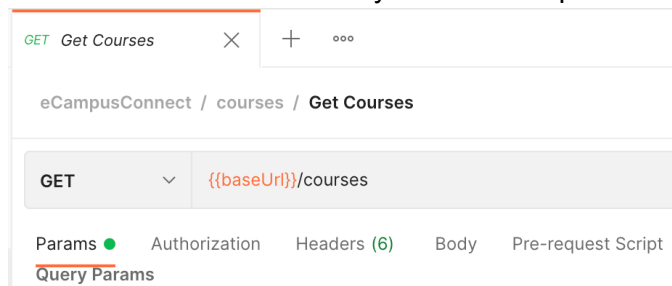 GET Get Courses
eCampusConnect / courses / Get Courses
GET {{baseUrl}}/courses
Params Authorization Headers (6) Body Pre-request Script
Query Params